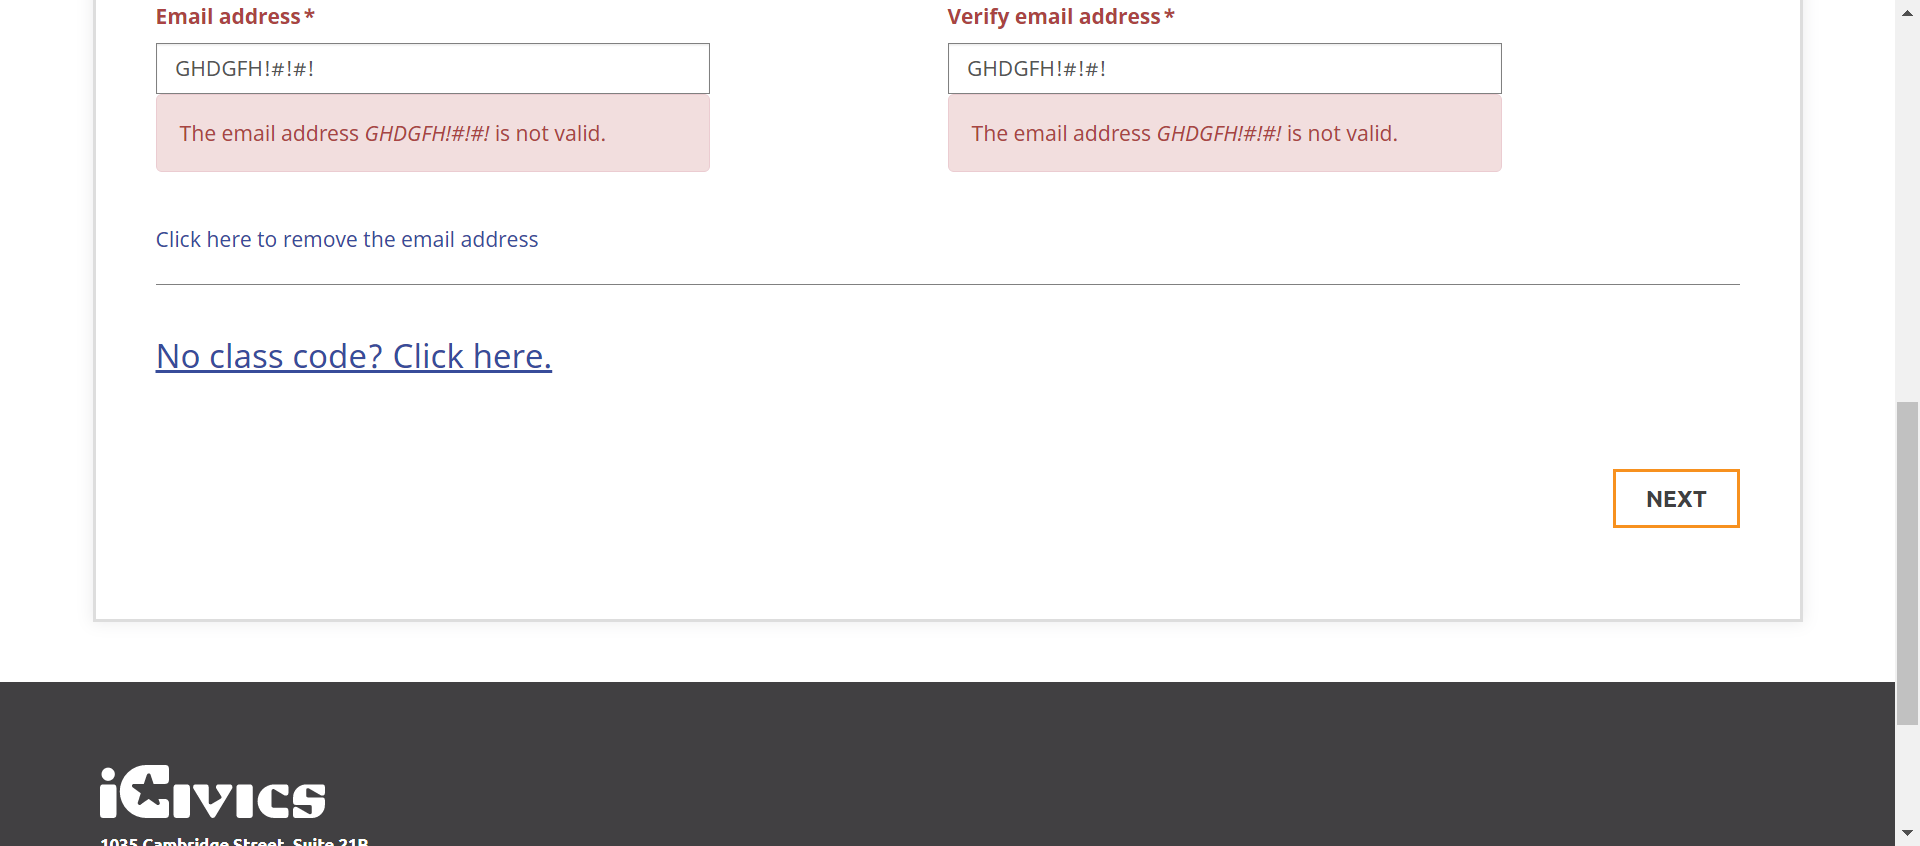 Email address*
Verify email address*
GHDGFH!#!#!
GHDGFH!#!#!
The email address GHDGFH!#!#! is not valid.
The email address GHDGFH!#!#! is not valid.
Click here to remove the email address
No class code? Click here.
NEXT
iCivics
1035 Cambridge Street, Suite 21B